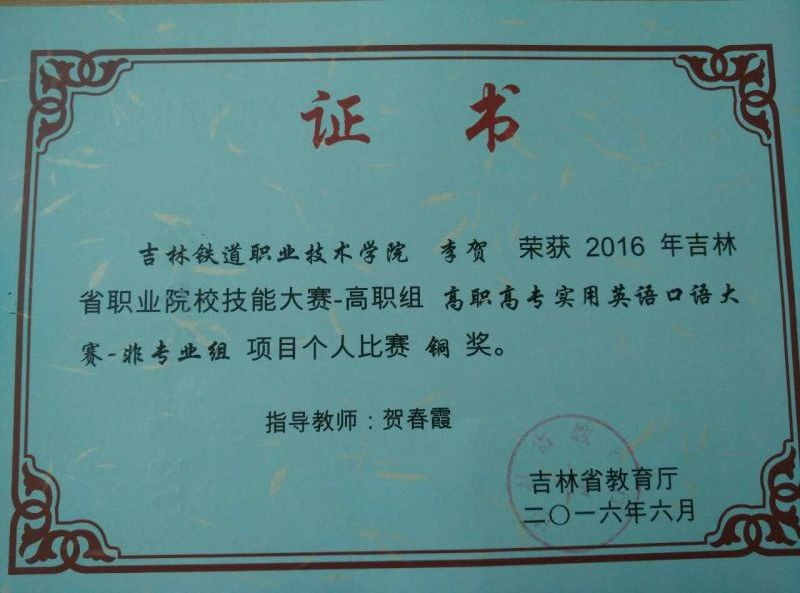 证 书
吉林铁道职业技术学院 李贺 荣获 2016 年吉林
省职业院校技能大赛-高职组 高职高专实用英语口语大
赛-非专业组 项目个人比赛 铜 奖。
指导教师：贺春霞
吉林省教育厅
二〇一六年六月